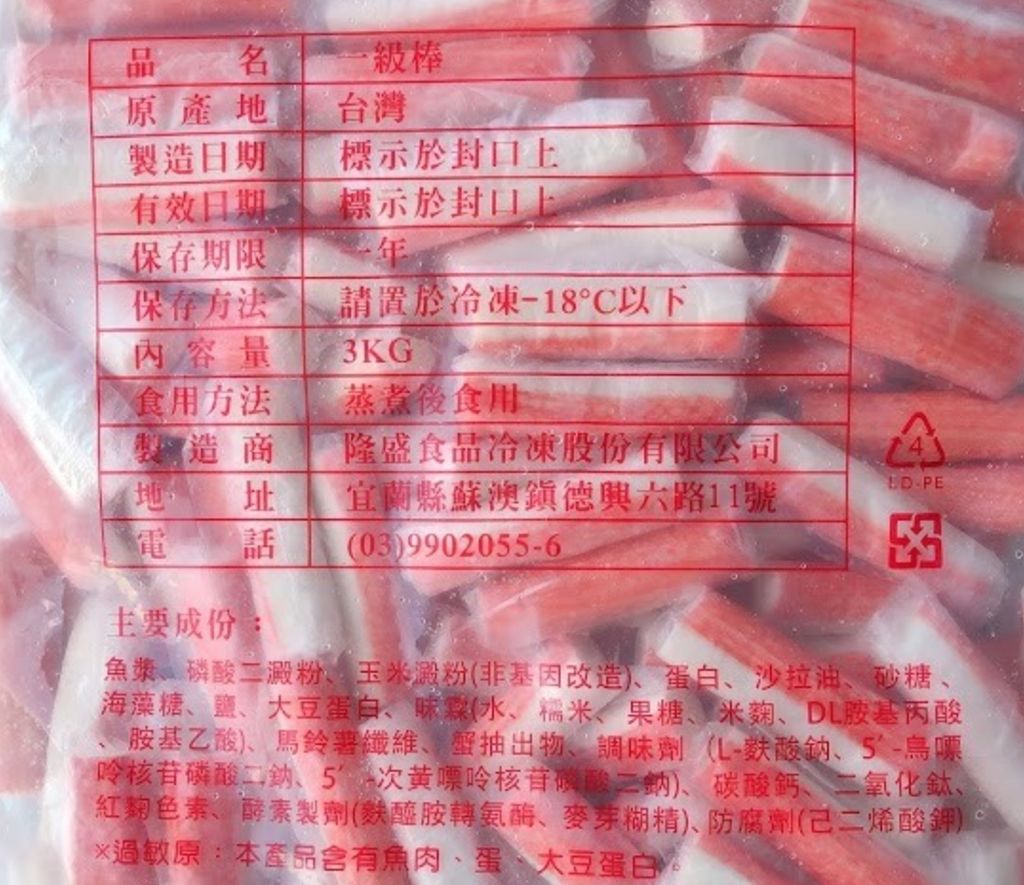 品名 一級棒
原產地 台灣
製造日期 標示於封口上
有效日期 標示於封口上
保存期限 一年
保存方法 請置於冷凍-18°C以下
內容量 3KG
食用方法 蒸煮後食用
製造商 隆盛食品冷凍股份有限公司
地址 宜蘭縣蘇澳鎮德興六路11號
電話 (03)9902055-6
4
LD-PE
主要成份：
魚漿、磷酸二澱粉、玉米澱粉(非基因改造)、蛋白、沙拉油、砂糖、
海藻糖、鹽、大豆蛋白、味霖(水、糯米、果糖、米麴、DL胺基丙酸
、胺基乙酸)、馬鈴薯纖維、蟹抽出物、調味劑（L-麩酸鈉、5′-鳥嘌
呤核苷磷酸二鈉、5′-次黃嘌呤核苷磷酸二鈉)、碳酸鈣、二氧化鈦、
紅麴色素、酵素製劑(麩醯胺轉氨酶、麥芽糊精)、防腐劑(己二烯酸鉀)
※過敏原：本產品含有魚肉、蛋、大豆蛋白。